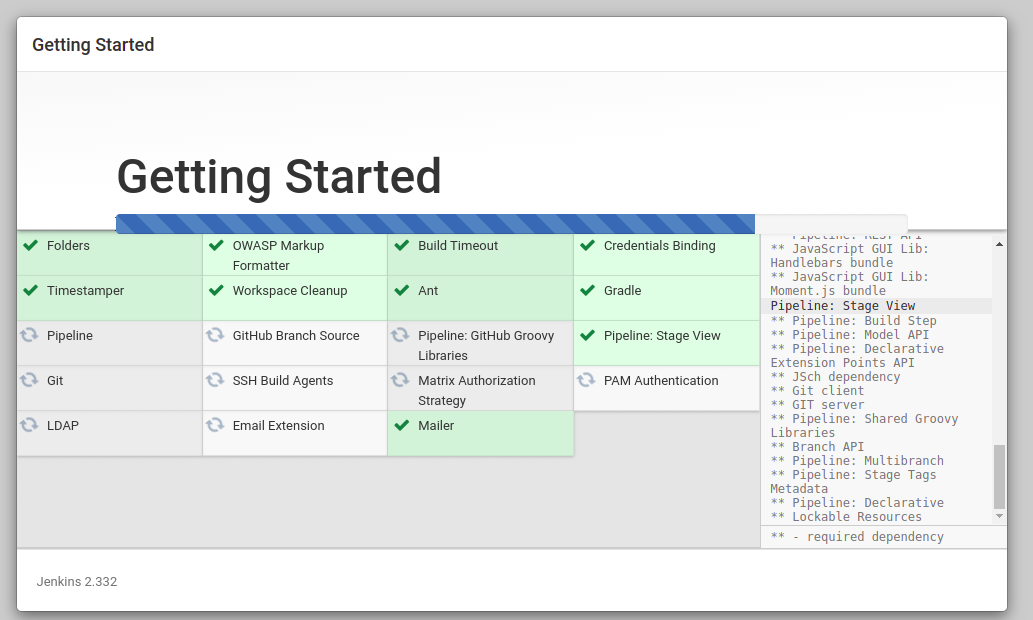 Getting Started
Getting Started
Folders
OWASP Markup
Formatter
Build Timeout
Credentials Binding
Timestamper
Workspace Cleanup
Ant
Gradle
Pipeline
GitHub Branch Source
Pipeline: GitHub Groovy
Libraries
Pipeline: Stage View
Git
SSH Build Agents
Matrix Authorization
Strategy
PAM Authentication
LDAP
Email Extension
Mailer
** Pipeline: REST API
** JavaScript GUI Lib:
Handlebars bundle
** JavaScript GUI Lib:
Moment.js bundle
Pipeline: Stage View
** Pipeline: Build Step
** Pipeline: Model API
** Pipeline: Declarative
Extension Points API
** JSch dependency
** Git client
** GIT server
** Pipeline: Shared Groovy
Libraries
** Branch API
** Pipeline: Multibranch
** Pipeline: Stage Tags
Metadata
** Pipeline: Declarative
** Lockable Resources
** - required dependency
Jenkins 2.332